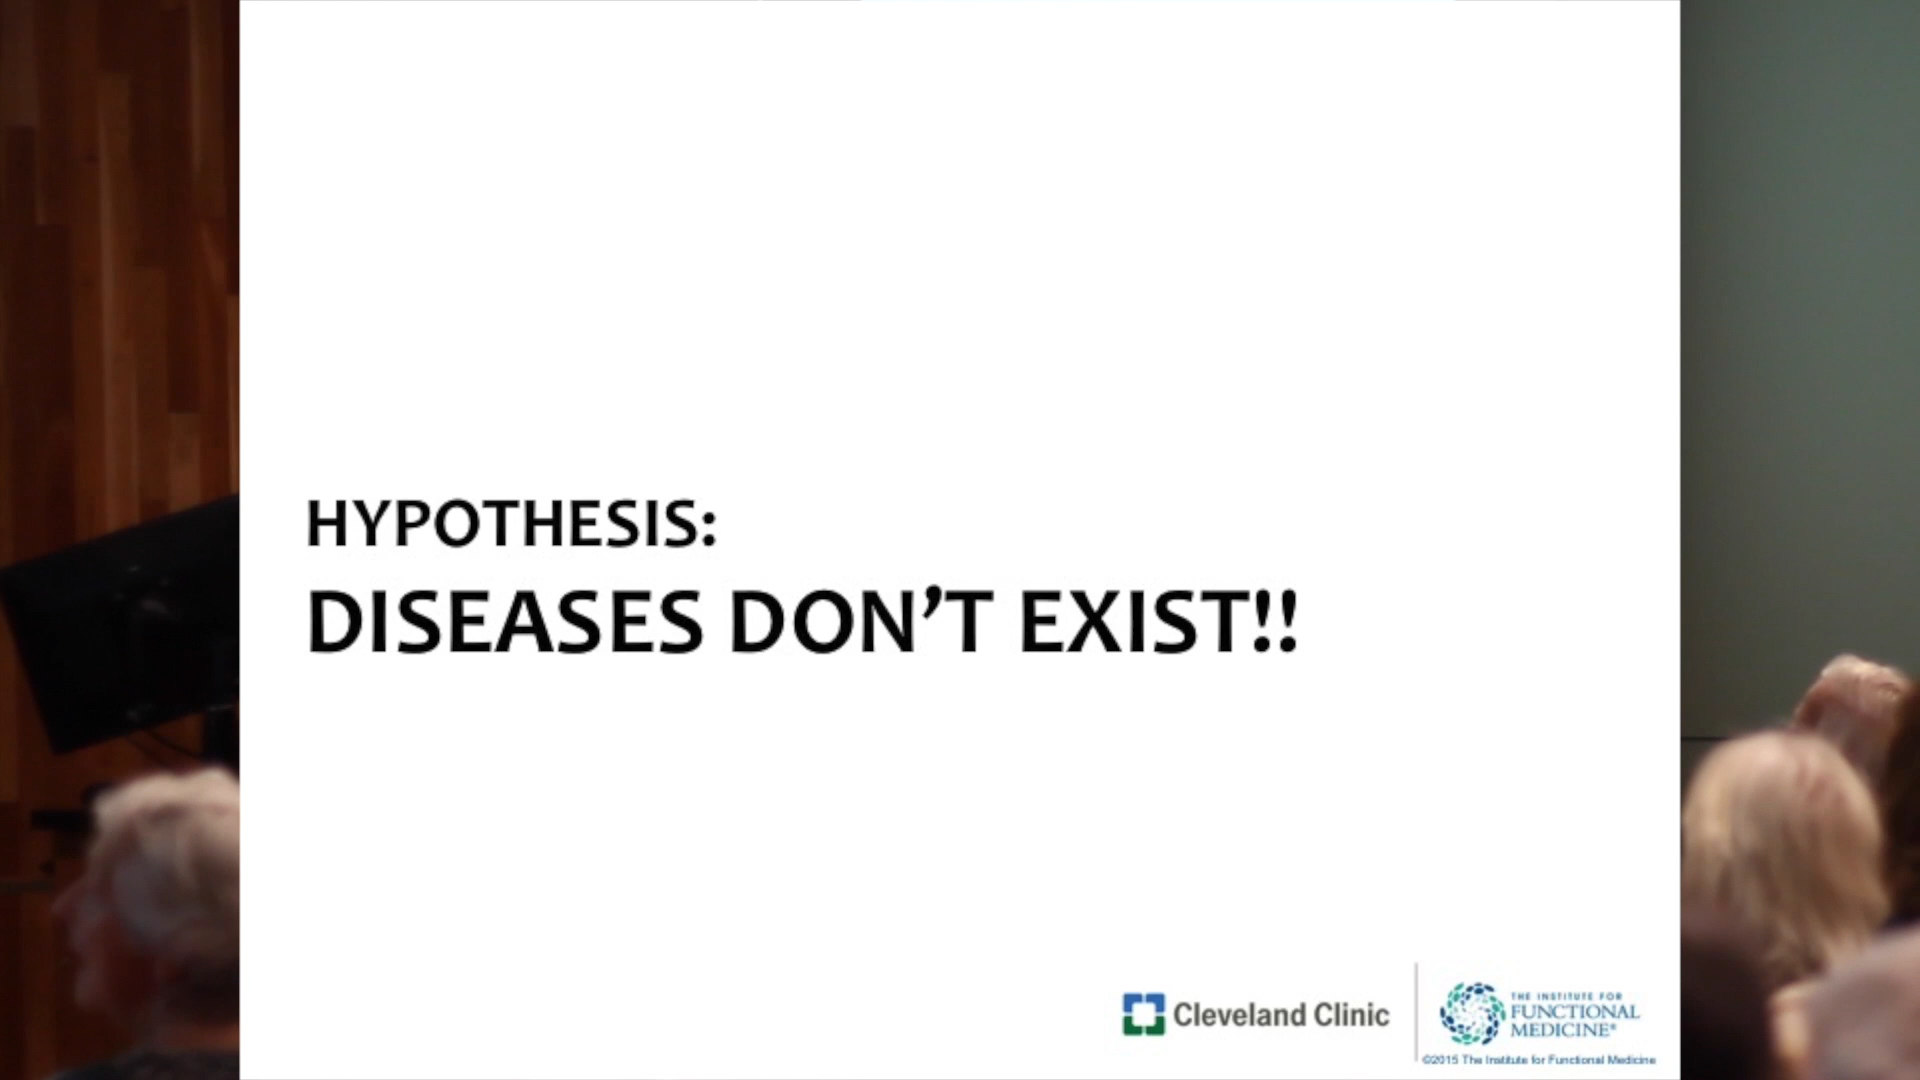 HYPOTHESIS:
DISEASES DON'T EXIST!!
Cleveland Clinic
THE INSTITUTE FOR
FUNCTIONAL
MEDICINE®
©2015 The Institute for Functional Medicine